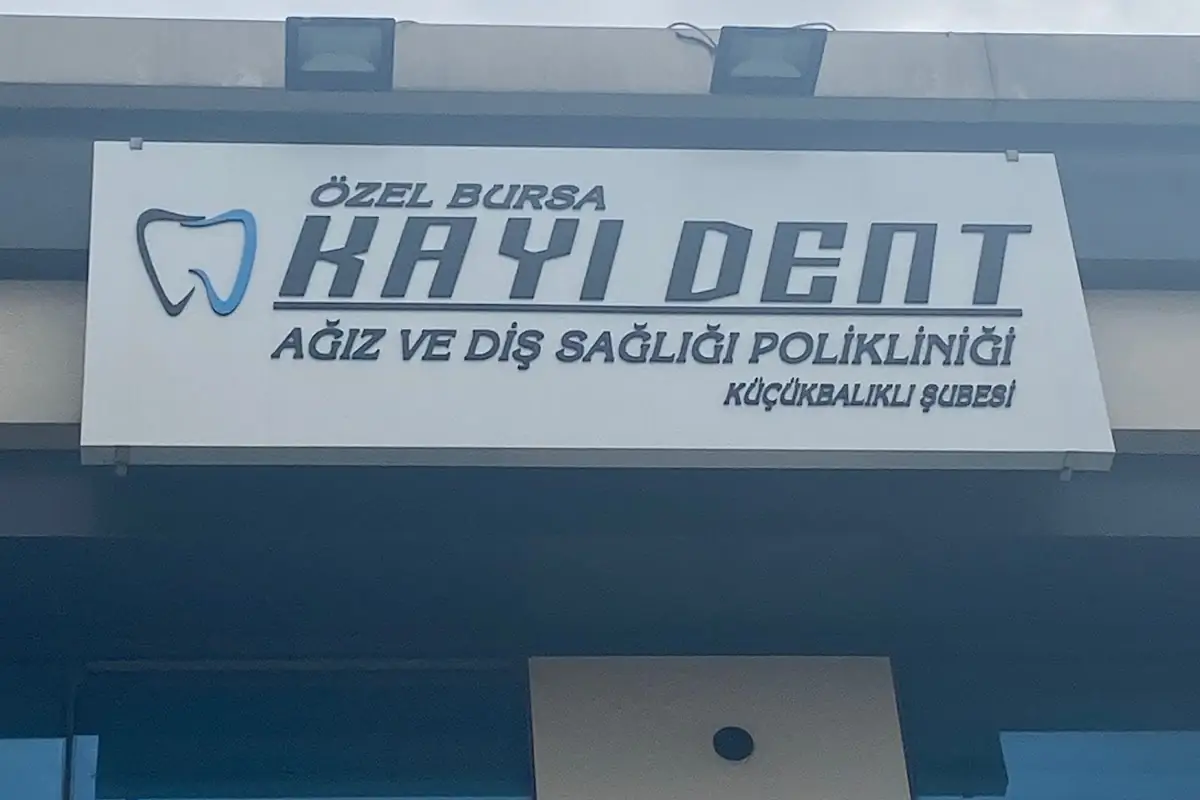 ÖZEL BURSA
KAYI DENT
AĞIZ VE DİŞ SAĞLIĞI POLİKLİNİĞİ
KÜÇÜKBALIKLI ŞUBESİ